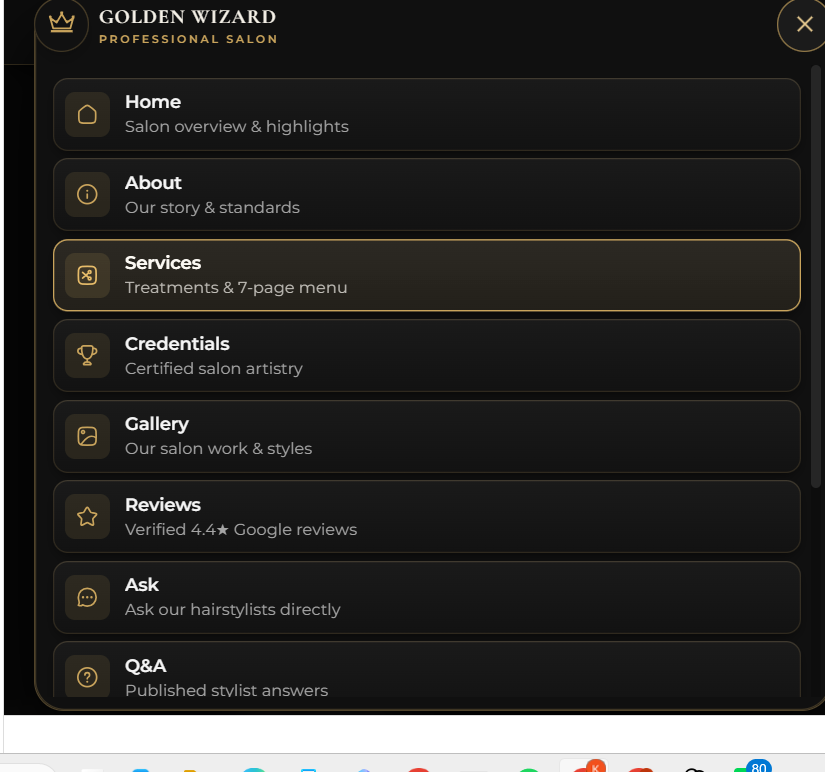 GOLDEN WIZARD
PROFESSIONAL SALON
Home
Salon overview & highlights
About
Our story & standards
Services
Treatments & 7-page menu
Credentials
Certified salon artistry
Gallery
Our salon work & styles
Reviews
Verified 4.4★ Google reviews
Ask
Ask our hairstylists directly
Q&A
Published stylist answers
K
80